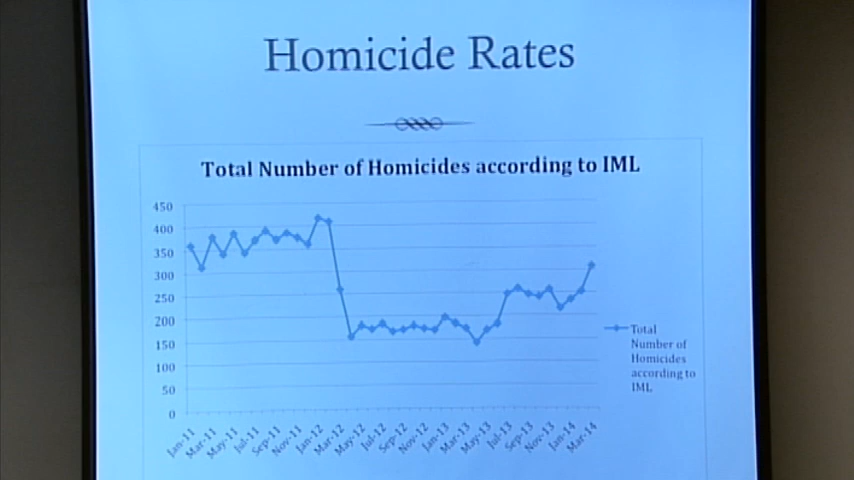 Homicide Rates
Total Number of Homicides according to IML
450
400
350
300
250
200
150
100
50
0
Jan-11
Mar-11
May-11
Jul-11
Sep-11
Nov-11
Jan-12
Mar-12
May-12
Jul-12
Sep-12
Nov-12
Jan-13
Mar-13
May-13
Jul-13
Sep-13
Nov-13
Jan-14
Mar-14
Total
Number of
Homicides
according to
IML